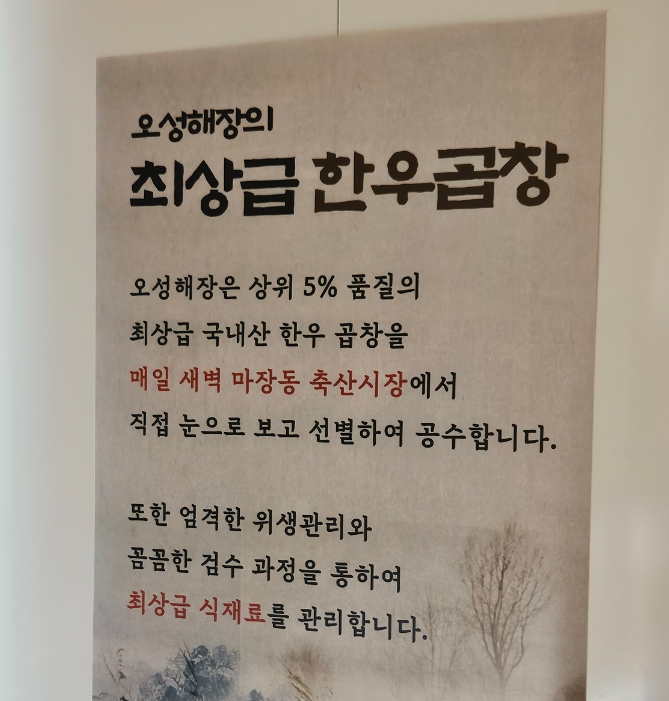 오성해장의
최상급 한우곱창
오성해장은 상위 5% 품질의
최상급 국내산 한우 곱창을
매일 새벽 마장동 축산시장에서
직접 눈으로 보고 선별하여 공수합니다.
또한 엄격한 위생관리와
꼼꼼한 검수 과정을 통하여
최상급 식재료를 관리합니다.